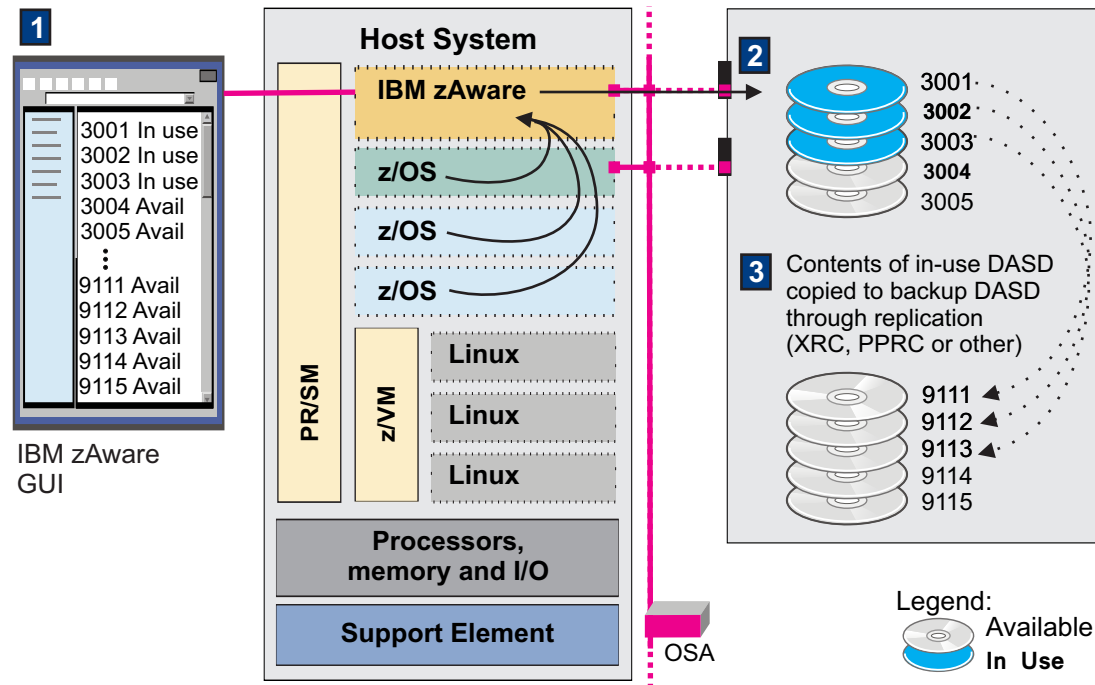 1
3001 In use
3002 In use
3003 In use
3004 Avail
3005 Avail
9111 Avail
9112 Avail
9113 Avail
9114 Avail
9115 Avail
IBM zAware
GUI
Host System
PR/SM
IBM zAware
z/OS
z/OS
z/OS
z/VM
Linux
Linux
Linux
Processors,
memory and I/O
Support Element
OSA
2
3001
3002
3003
3004
3005
3
Contents of in-use DASD
copied to backup DASD
through replication
(XRC, PPRC or other)
9111
9112
9113
9114
9115
Legend:
Available
In Use